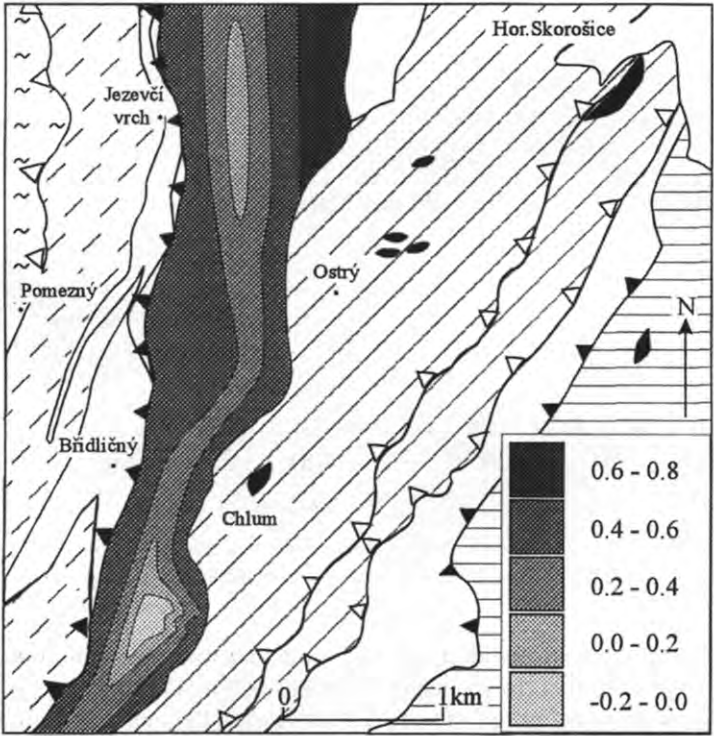 Hor.Skorošice
Jezevčí
vrch
Ostrý
Pomezný
N
Břidličný
Chlum
0.6 - 0.8
0.4 - 0.6
0.2 - 0.4
0.0 - 0.2
-0.2 - 0.0
0 1km